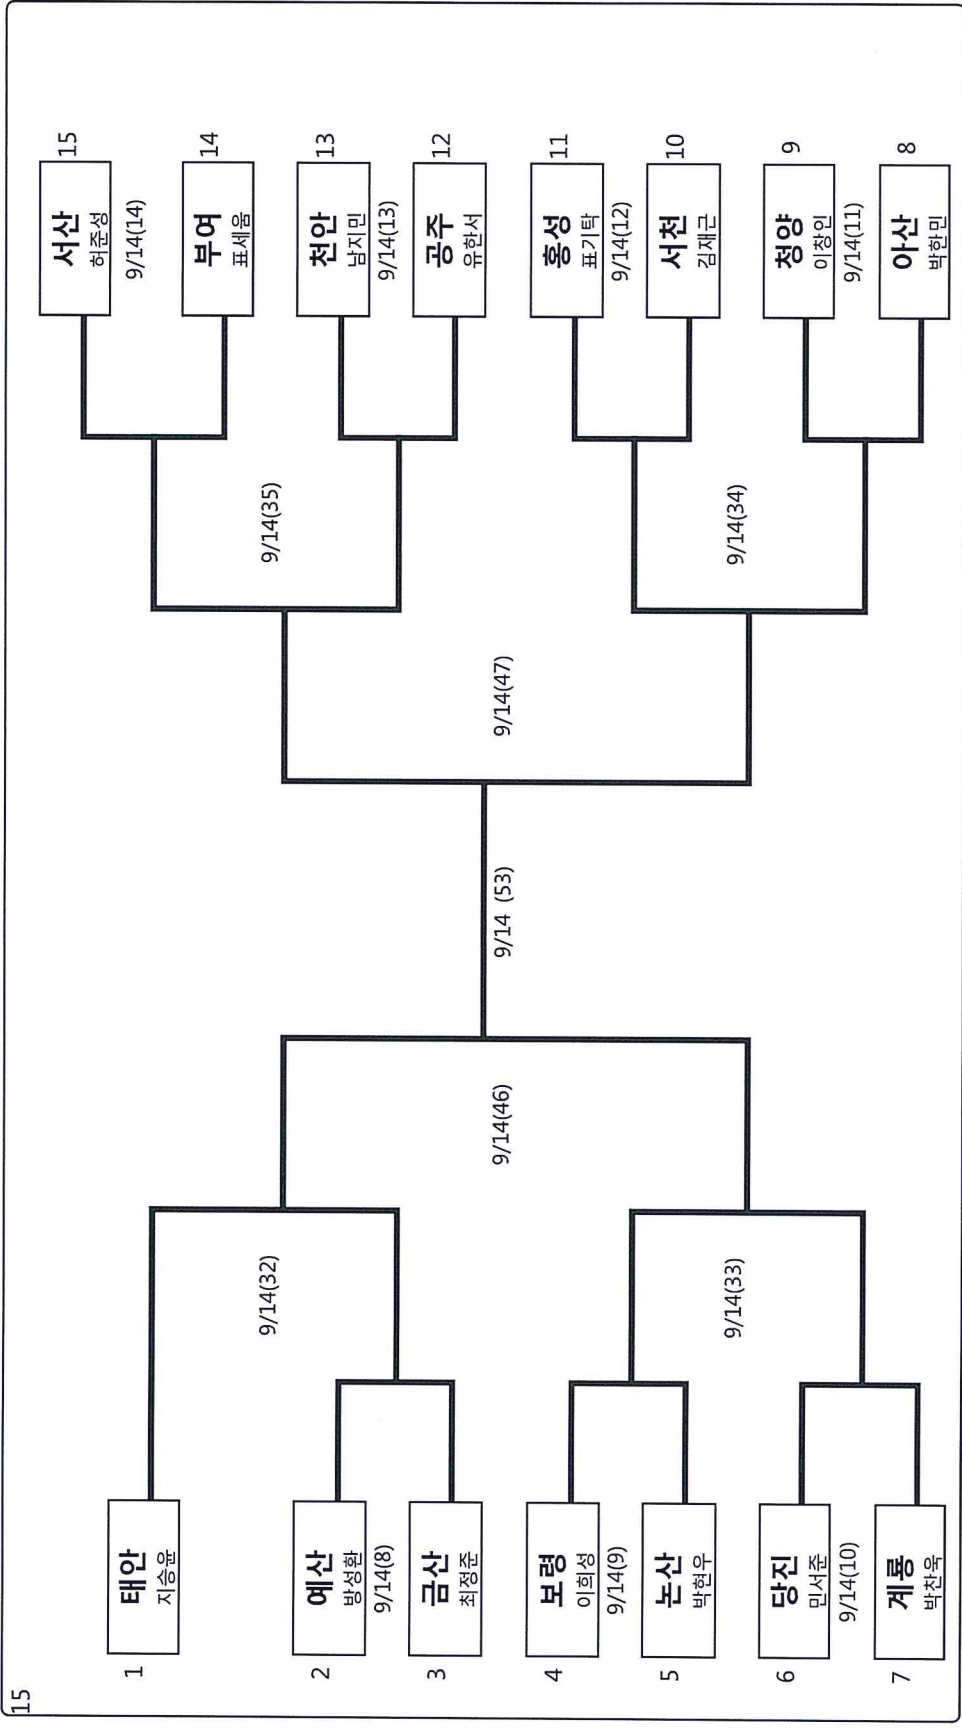 15
1
태안
지승윤
2
예산
방성환
9/14(8)
3
금산
최정준
4
보령
이희성
9/14(9)
5
논산
박현우
6
당진
민서준
9/14(10)
7
계룡
박찬욱
9/14(32)
9/14(33)
9/14(46)
9/14 (53)
9/14(47)
9/14(35)
9/14(34)
서산
허준성
15
9/14(14)
부여
표세움
14
천안
남지민
13
9/14(13)
공주
유한서
12
홍성
표기탁
11
9/14(12)
서천
김재근
10
청양
이창인
9
9/14(11)
아산
박한민
8